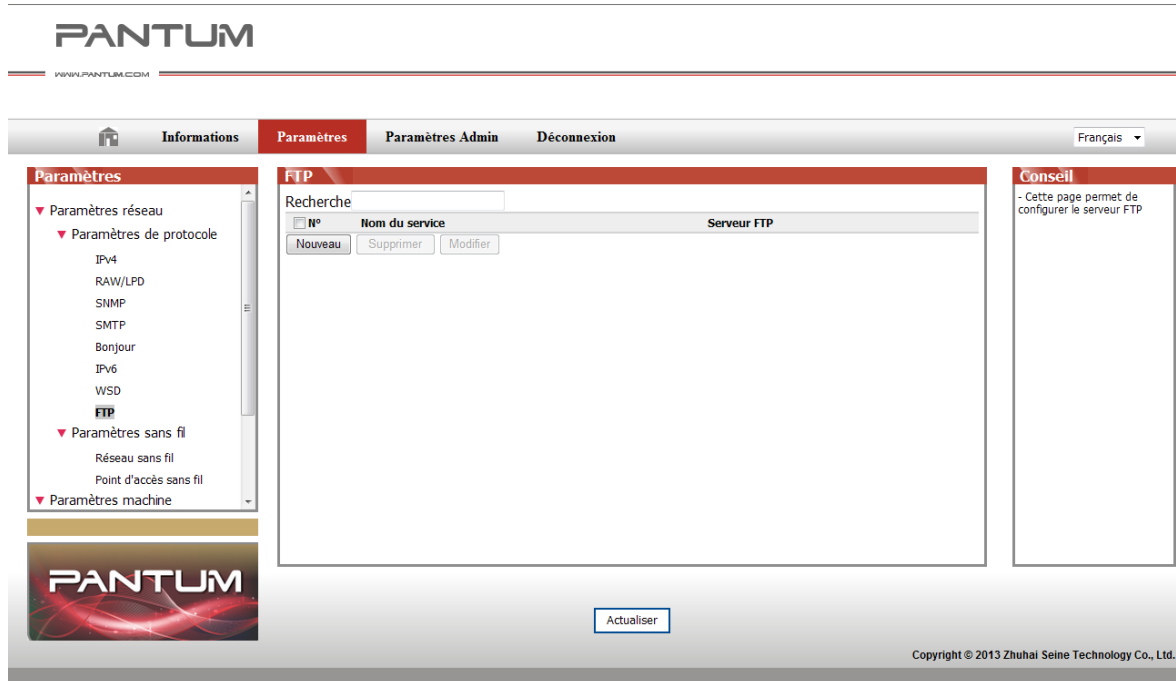 PANTUM
WWW.PANTUM.COM
Informations
Paramètres
Paramètres Admin
Déconnexion
Français
Paramètres
Paramètres réseau
Paramètres de protocole
IPv4
RAW/LPD
SNMP
SMTP
Bonjour
IPv6
WSD
FTP
Paramètres sans fil
Réseau sans fil
Point d'accès sans fil
Paramètres machine
PANTUM
FTP
Recherche
Nº Nom du service Serveur FTP
Nouveau Supprimer Modifier
Actualiser
Conseil
- Cette page permet de
configurer le serveur FTP
Copyright © 2013 Zhuhai Seine Technology Co., Ltd.